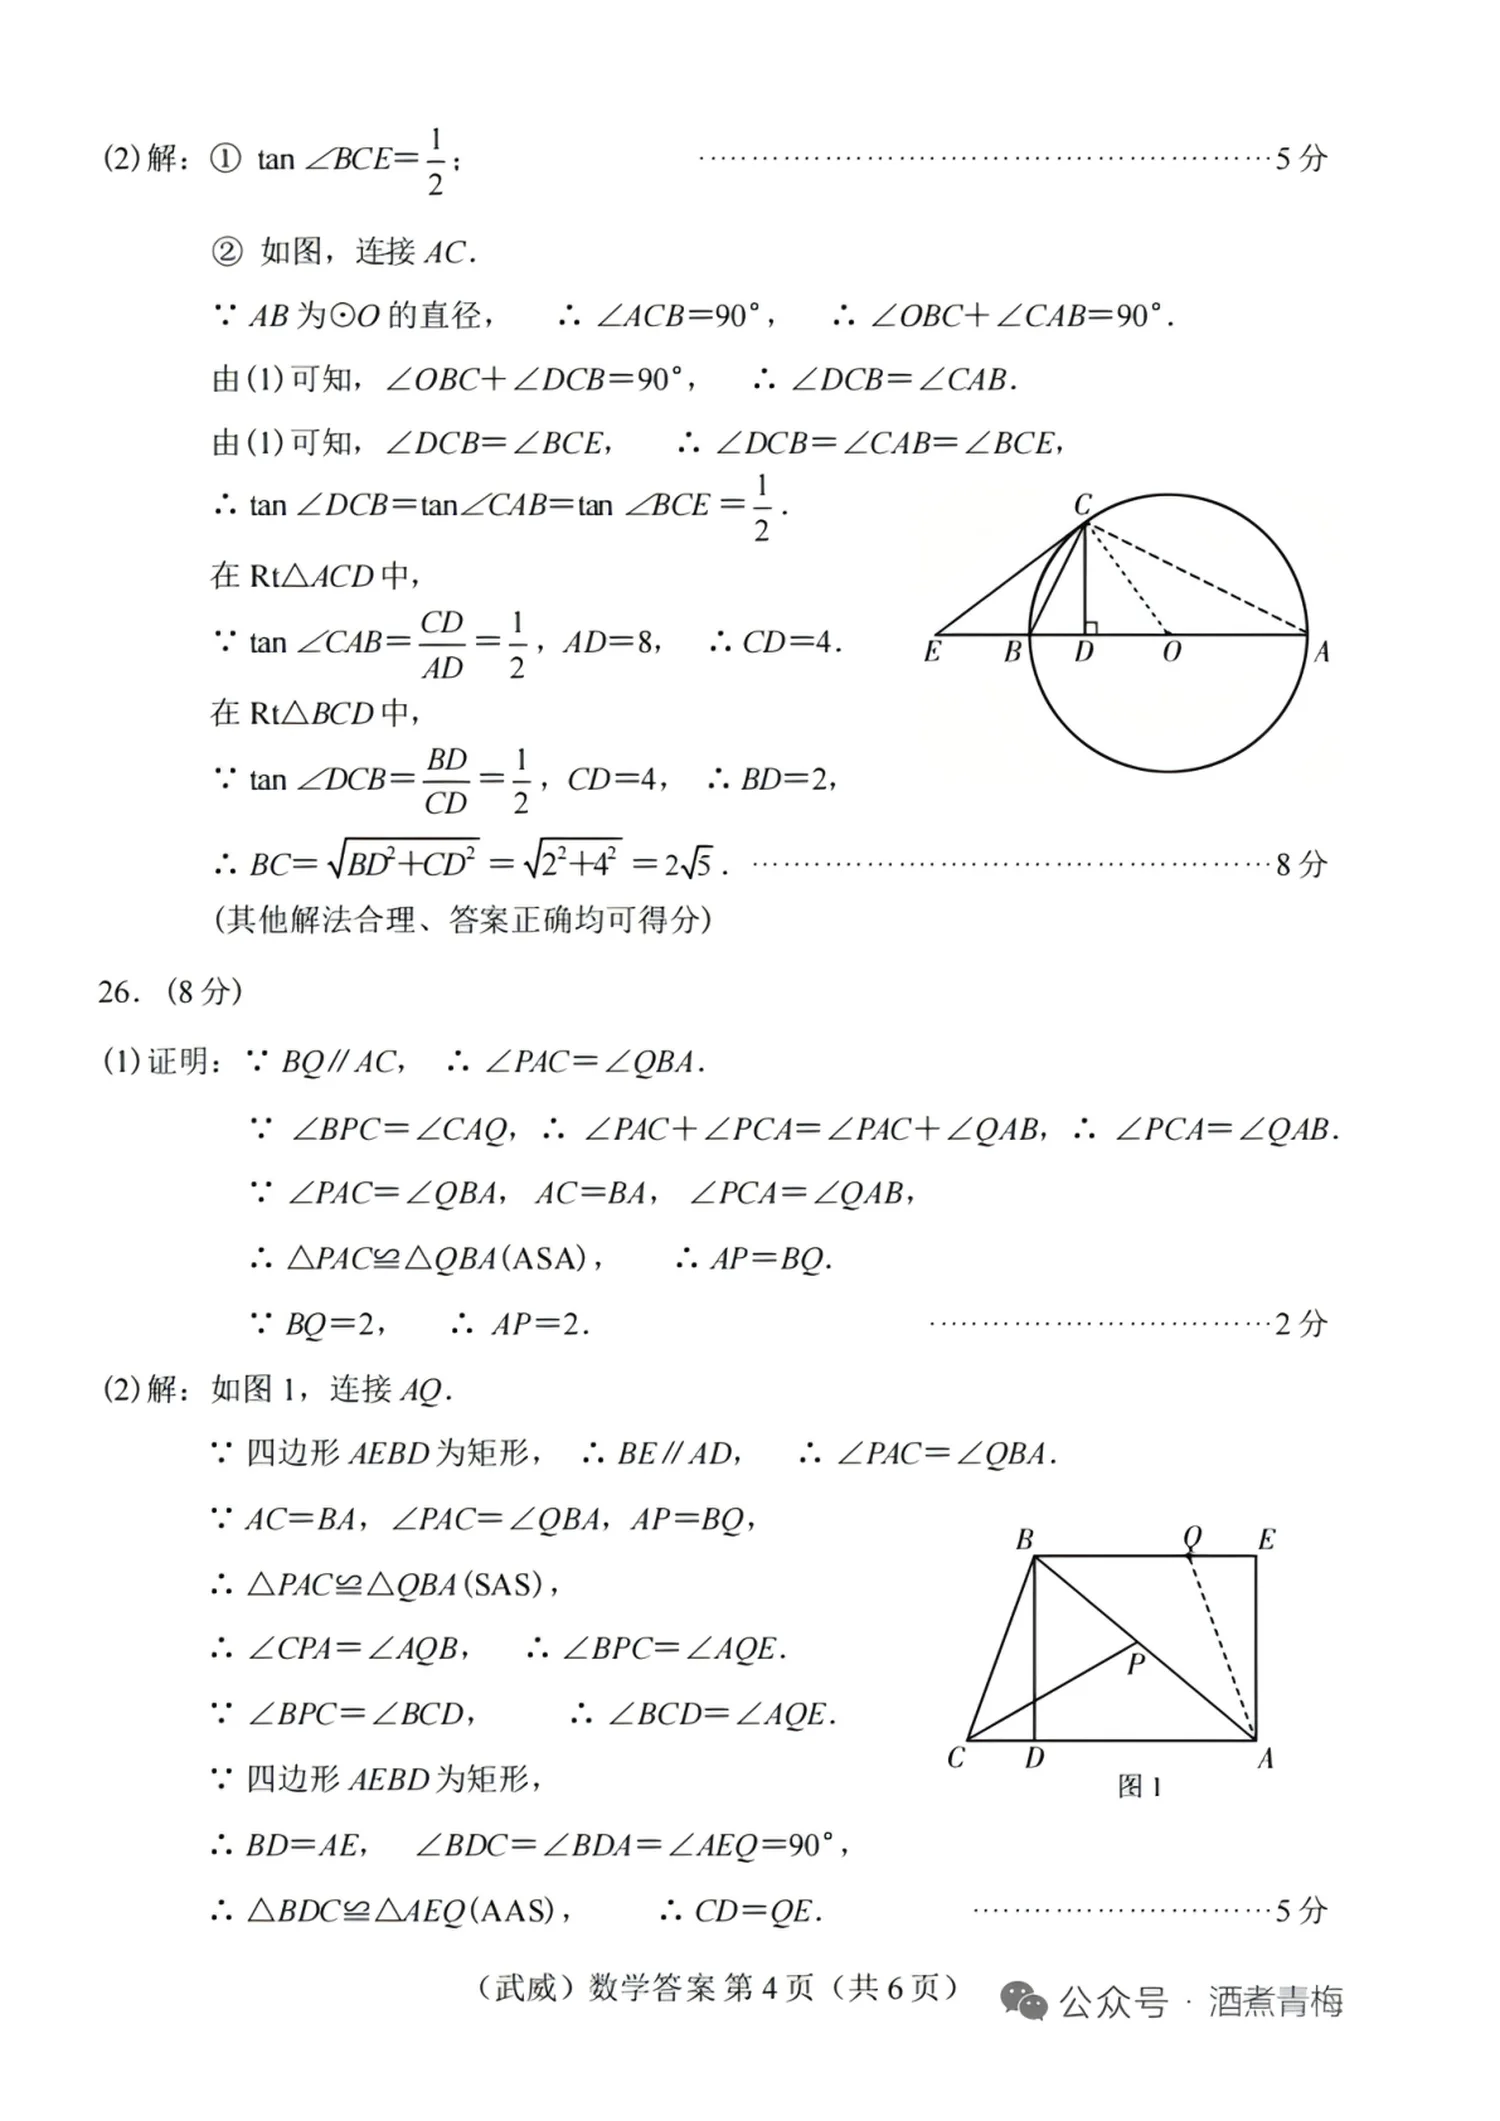 (2)解：① tan∠BCE=1/2； ……5分
② 如图，连接AC．
∵ AB为⊙O的直径， ∴ ∠ACB=90°， ∴ ∠OBC+∠CAB=90°．
由(1)可知，∠OBC+∠DCB=90°， ∴ ∠DCB=∠CAB．
由(1)可知，∠DCB=∠BCE， ∴ ∠DCB=∠CAB=∠BCE，
∴ tan∠DCB=tan∠CAB=tan∠BCE=1/2．
在Rt△ACD中，
∵ tan∠CAB=CD/AD=1/2，AD=8， ∴ CD=4．
在Rt△BCD中，
∵ tan∠DCB=BD/CD=1/2，CD=4， ∴ BD=2，
∴ BC=√(BD²+CD²)=√(2²+4²)=2√5． ……8分
(其他解法合理、答案正确均可得分)
C
E B D O A
26．(8分)
(1)证明：∵ BQ∥AC， ∴ ∠PAC=∠QBA．
∵ ∠BPC=∠CAQ，∴ ∠PAC+∠PCA=∠PAC+∠QAB，∴ ∠PCA=∠QAB．
∵ ∠PAC=∠QBA， AC=BA， ∠PCA=∠QAB，
∴ △PAC≌△QBA(ASA)， ∴ AP=BQ．
∵ BQ=2， ∴ AP=2． ……2分
(2)解：如图1，连接AQ．
∵ 四边形AEBD为矩形， ∴ BE∥AD， ∴ ∠PAC=∠QBA．
∵ AC=BA，∠PAC=∠QBA，AP=BQ，
∴ △PAC≌△QBA(SAS)，
∴ ∠CPA=∠AQB， ∴ ∠BPC=∠AQE．
∵ ∠BPC=∠BCD， ∴ ∠BCD=∠AQE．
∵ 四边形AEBD为矩形，
∴ BD=AE， ∠BDC=∠BDA=∠AEQ=90°，
∴ △BDC≌△AEQ(AAS)， ∴ CD=QE． ……5分
B Q E
P
C D A
图1
（武威）数学答案 第4页（共6页）
公众号 · 酒煮青梅